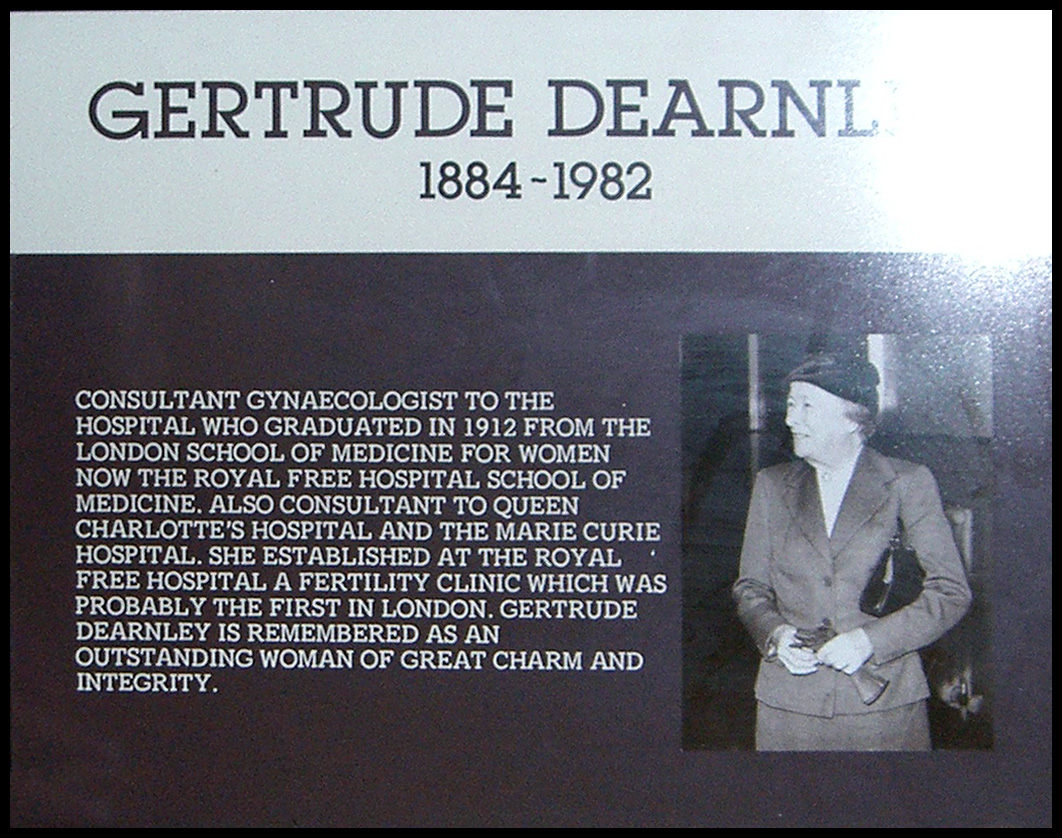 GERTRUDE DEARNL
1884-1982
CONSULTANT GYNAECOLOGIST TO THE
HOSPITAL WHO GRADUATED IN 1912 FROM THE
LONDON SCHOOL OF MEDICINE FOR WOMEN
NOW THE ROYAL FREE HOSPITAL SCHOOL OF
MEDICINE. ALSO CONSULTANT TO QUEEN
CHARLOTTE'S HOSPITAL AND THE MARIE CURIE
HOSPITAL. SHE ESTABLISHED AT THE ROYAL
FREE HOSPITAL A FERTILITY CLINIC WHICH WAS
PROBABLY THE FIRST IN LONDON. GERTRUDE
DEARNLEY IS REMEMBERED AS AN
OUTSTANDING WOMAN OF GREAT CHARM AND
INTEGRITY.